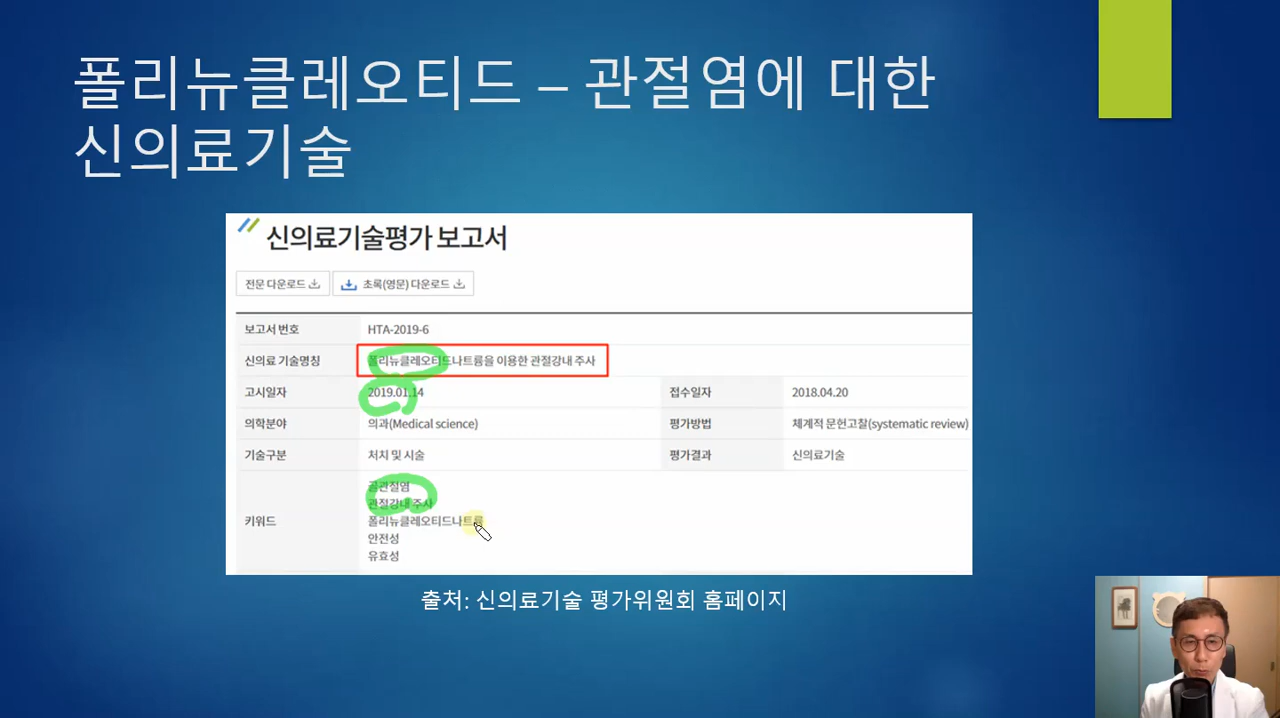 폴리뉴클레오티드 – 관절염에 대한
신의료기술
신의료기술평가 보고서
전문 다운로드
초록(영문) 다운로드
보고서 번호 HTA-2019-6
신의료 기술명칭 폴리뉴클레오티드나트륨을 이용한 관절강내 주사
고시일자 2019.01.14 접수일자 2018.04.20
의학분야 의과(Medical science) 평가방법 체계적 문헌고찰(systematic review)
기술구분 처치 및 시술 평가결과 신의료기술
키워드
골관절염
관절강내 주사
폴리뉴클레오티드나트륨
안전성
유효성
출처: 신의료기술 평가위원회 홈페이지